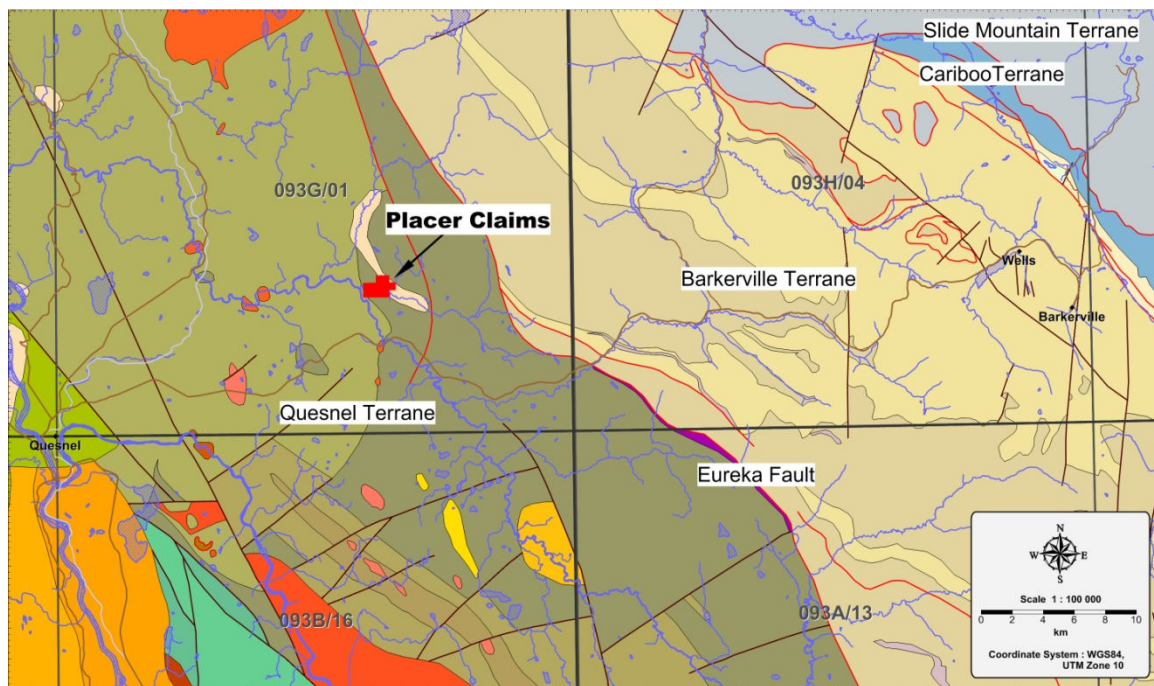 Slide Mountain Terrane
CaribooTerrane
093G/01
093H/04
Placer Claims
Barkerville Terrane
Wells
Barkerville
Quesnel Terrane
Quesnel
Eureka Fault
093B/16
093A/13
N
W E
S
Scale 1 : 100 000
0 2 4 6 8 10
km
Coordinate System : WGS84,
UTM Zone 10